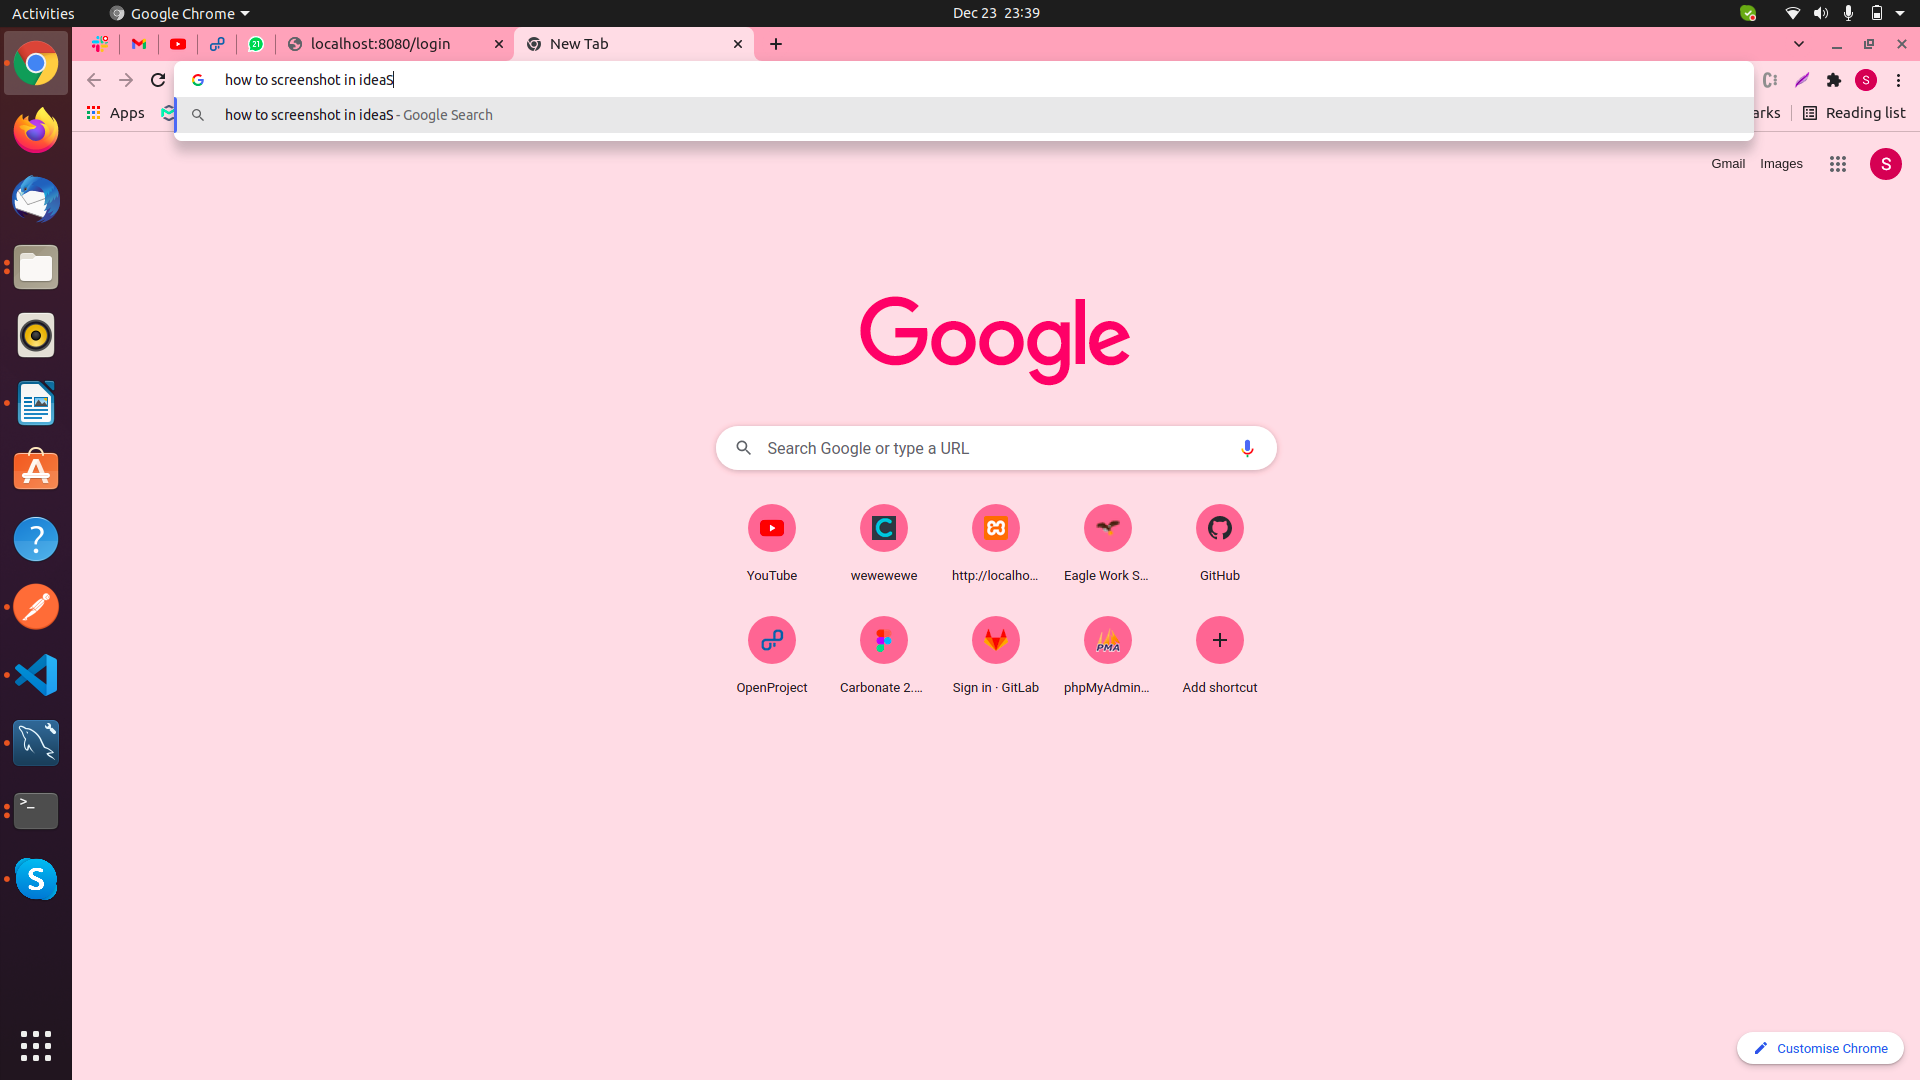 Activities
Google Chrome
Dec 23 23:39
localhost:8080/login
New Tab
how to screenshot in ideaS
how to screenshot in ideaS - Google Search
Apps
arks
Reading list
Gmail
Images
S
Google
Search Google or type a URL
YouTube
wewewewe
http://localho...
Eagle Work S...
GitHub
PMA
OpenProject
Carbonate 2....
Sign in · GitLab
phpMyAdmin...
Add shortcut
Customise Chrome